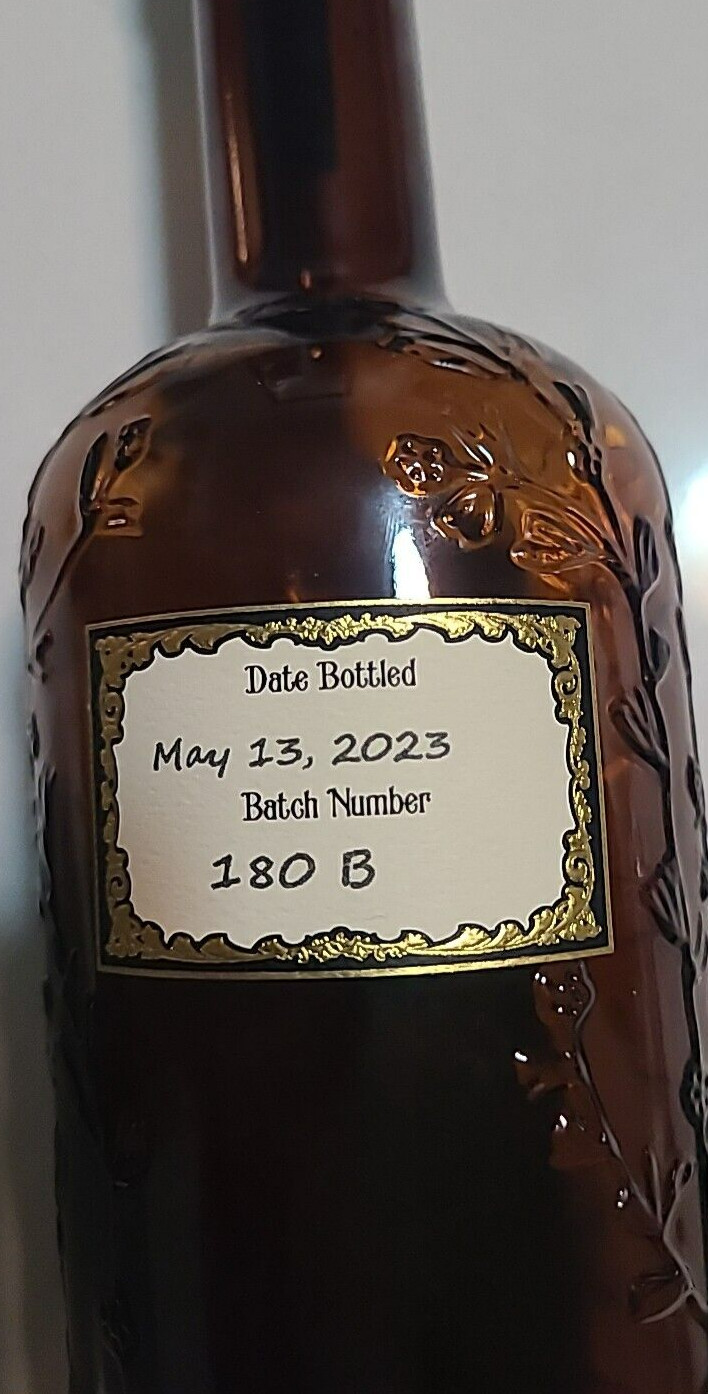 Date Bottled
May 13, 2023
Batch Number
180 B